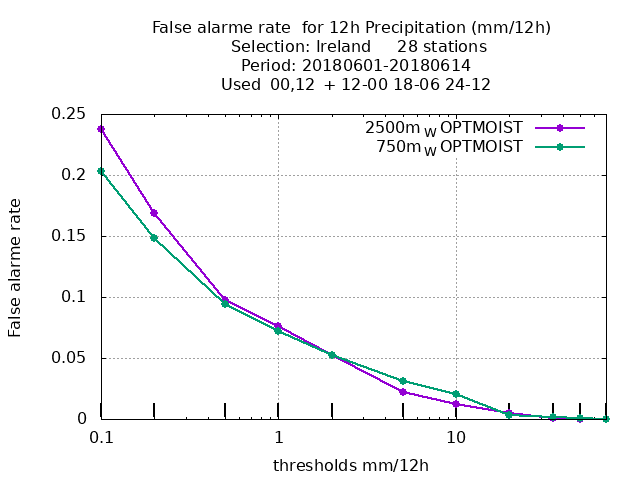 False alarme rate  for 12h Precipitation (mm/12h)
Selection: Ireland     28 stations
Period: 20180601-20180614
Used  00,12  + 12-00 18-06 24-12
0.25
0.2
0.15
0.1
0.05
0
2500m W OPTMOIST
750m W OPTMOIST
False alarme rate
0.1
1
10
thresholds mm/12h